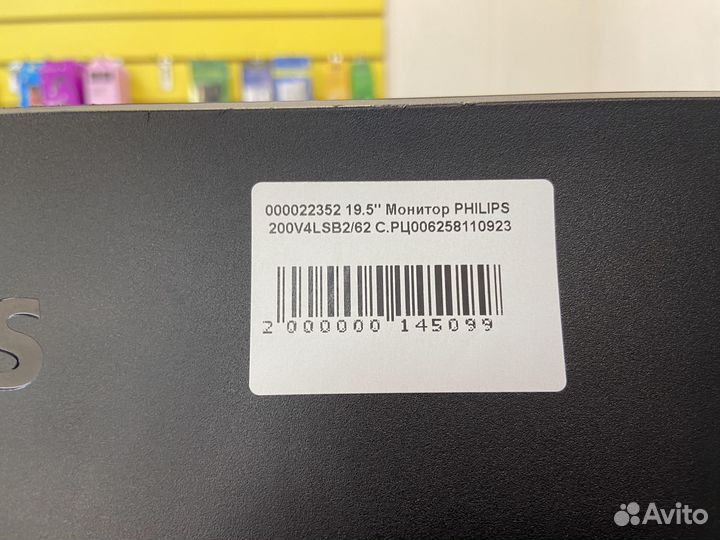 000022352 19.5'' Монитор PHILIPS
200V4LSB2/62 С.РЦ006258110923
2 000000 145099
S
Avito